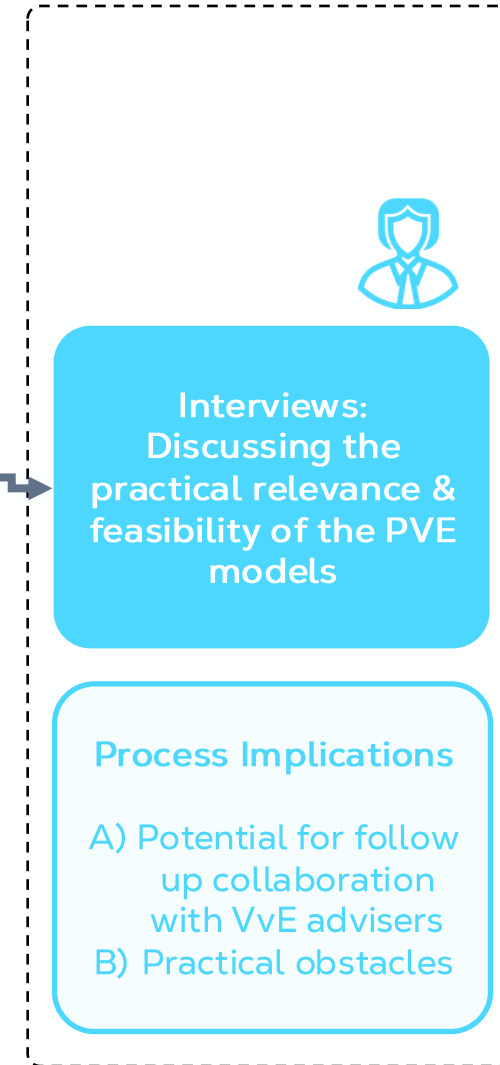 Interviews:
Discussing the
practical relevance &
feasibility of the PVE
models
Process Implications
A) Potential for follow
up collaboration
with VvE advisers
B) Practical obstacles